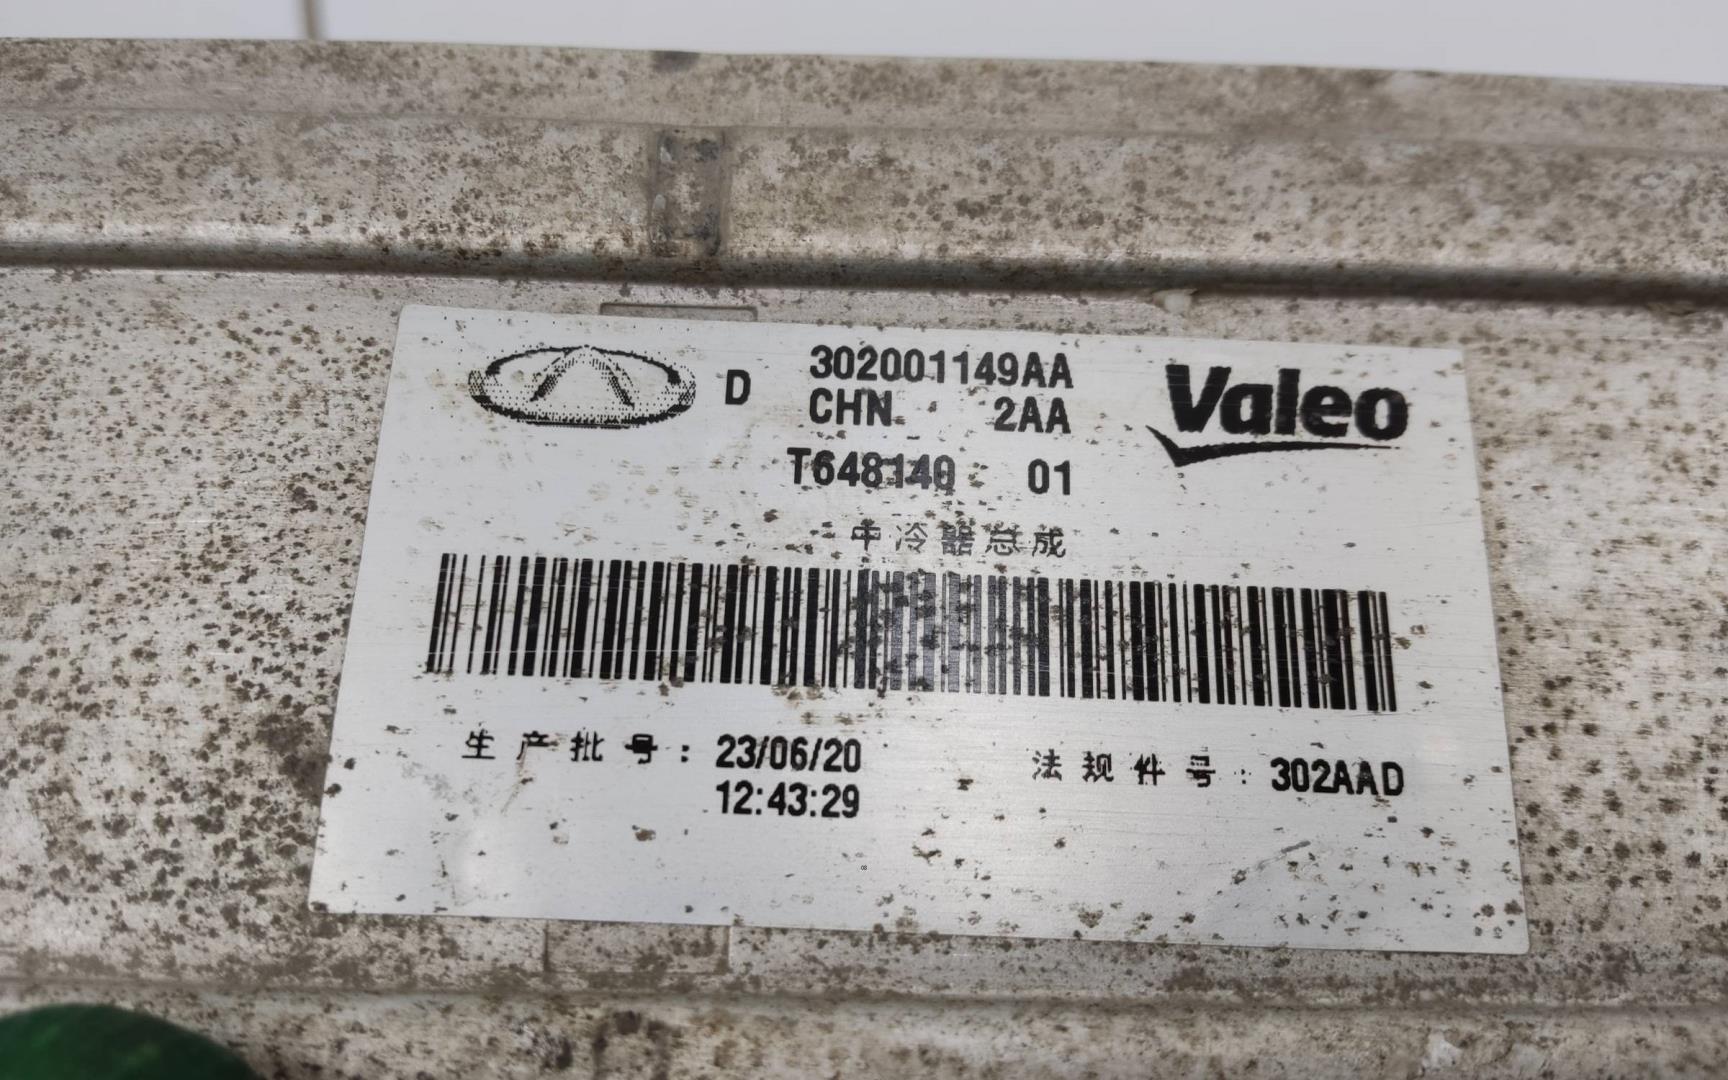 D 302001149AA Valeo
CHN 2AA
T648140 01
中冷器总成
生产批号: 23/06/20 法规件号: 302AAD
12:43:29